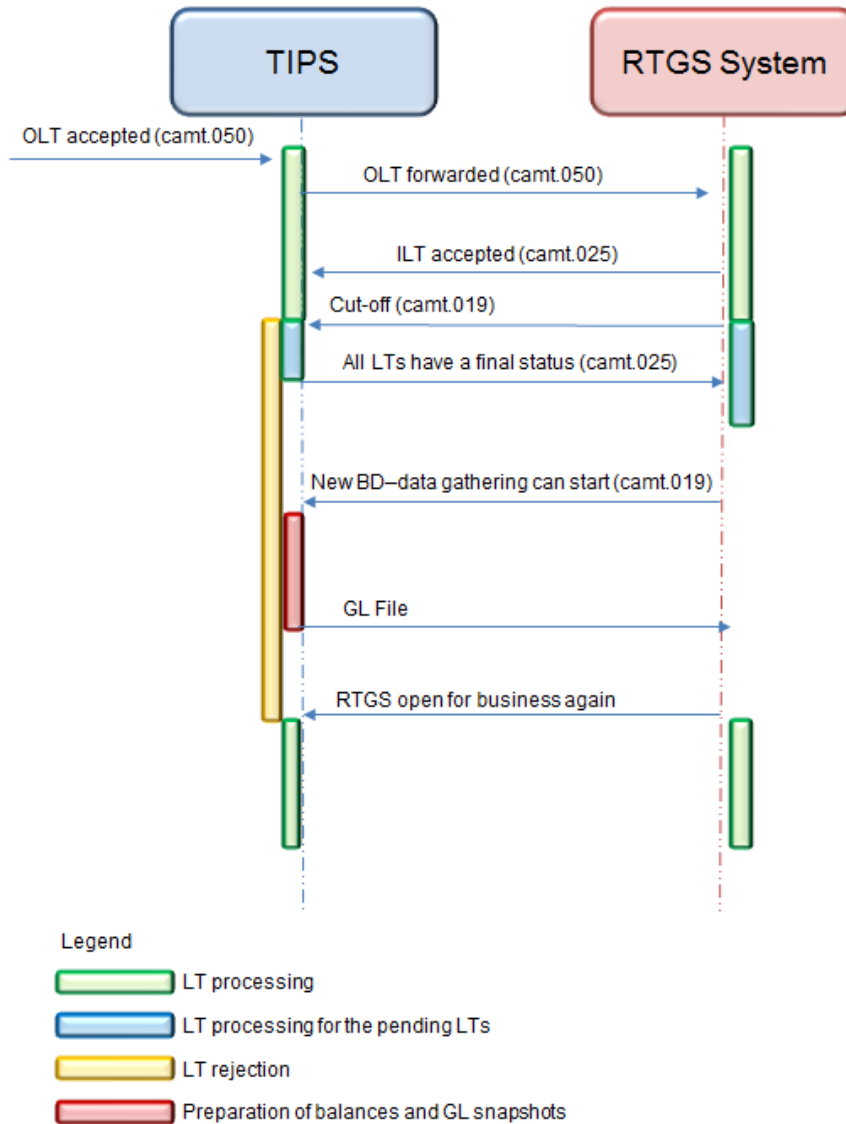 TIPS
RTGS System
OLT accepted (camt.050)
OLT forwarded (camt.050)
ILT accepted (camt.025)
Cut-off (camt.019)
All LTs have a final status (camt.025)
New BD–data gathering can start (camt.019)
GL File
RTGS open for business again
Legend
LT processing
LT processing for the pending LTs
LT rejection
Preparation of balances and GL snapshots